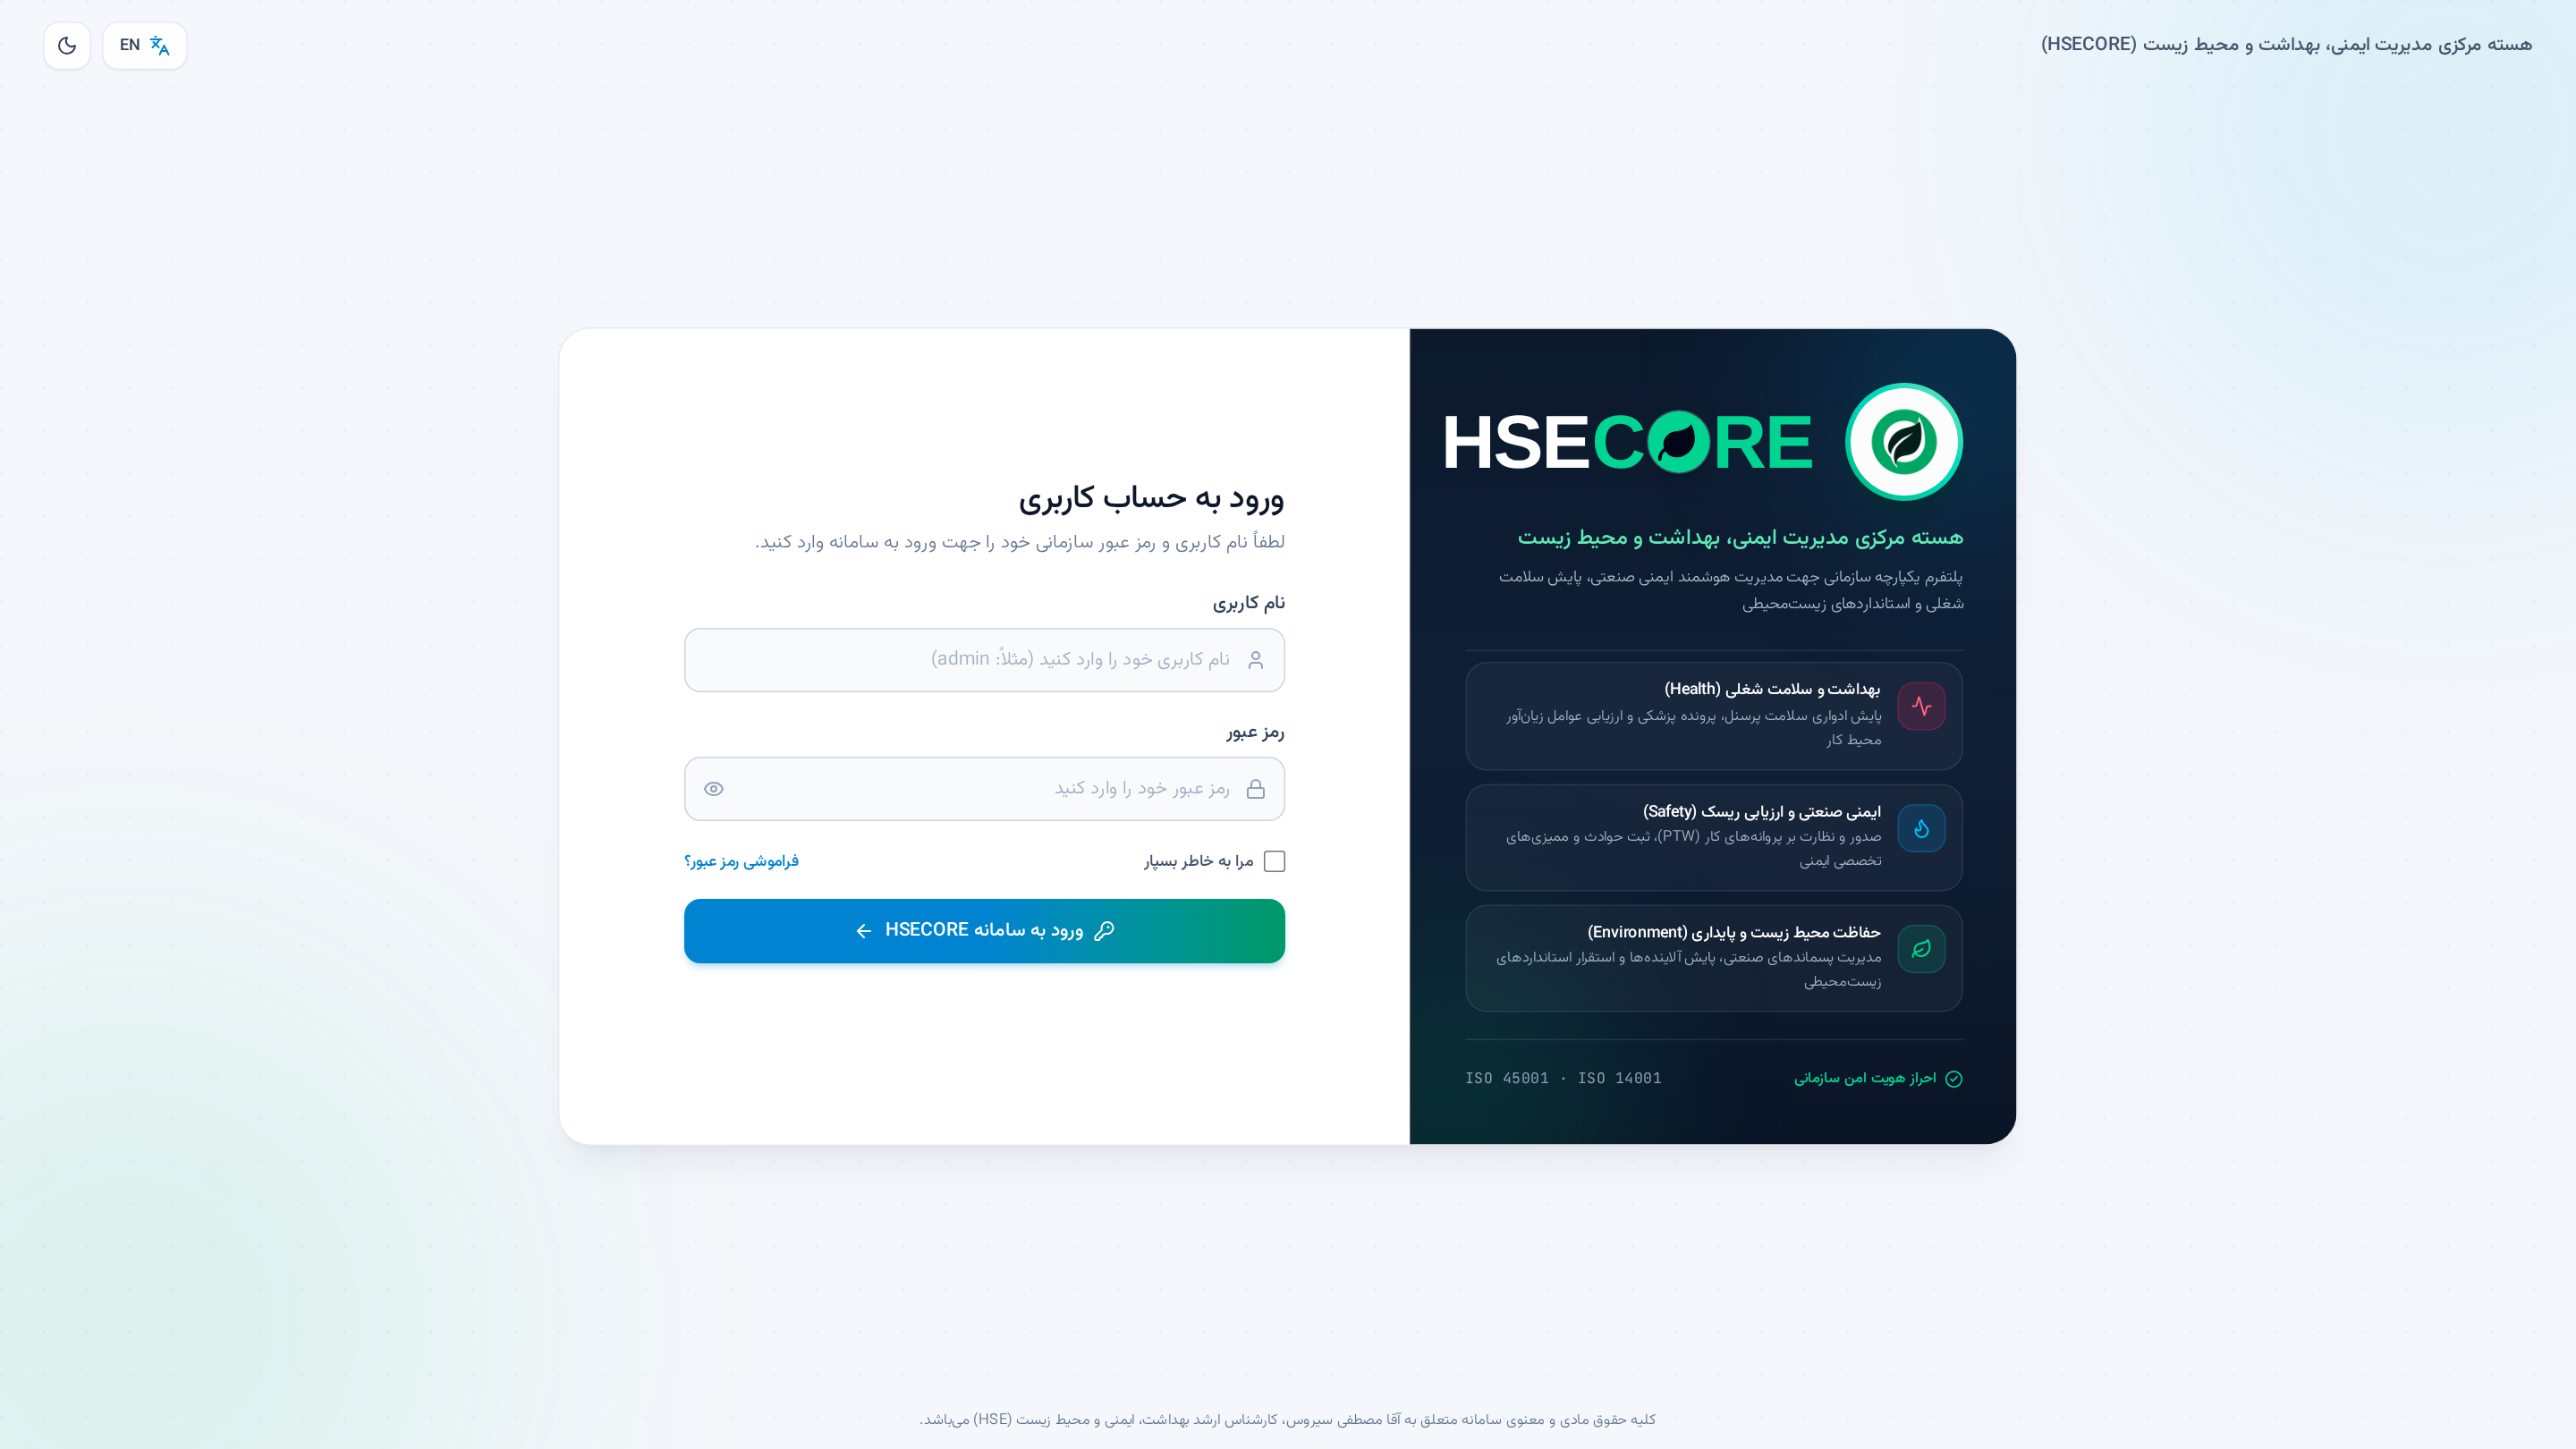 هسته مرکزی مدیریت ایمنی، بهداشت و محیط زیست (HSECORE)
EN
HSECORE
هسته مرکزی مدیریت ایمنی، بهداشت و محیط زیست
پلتفرم یکپارچه سازمانی جهت مدیریت هوشمند ایمنی صنعتی، پایش سلامت
شغلی و استانداردهای زیست‌محیطی
بهداشت و سلامت شغلی (Health)
پایش ادواری سلامت پرسنل، پرونده پزشکی و ارزیابی عوامل زیان‌آور
محیط کار
ایمنی صنعتی و ارزیابی ریسک (Safety)
صدور و نظارت بر پروانه‌های کار (PTW)، ثبت حوادث و ممیزی‌های
تخصصی ایمنی
حفاظت محیط زیست و پایداری (Environment)
مدیریت پسماندهای صنعتی، پایش آلاینده‌ها و استقرار استانداردهای
زیست‌محیطی
احراز هویت امن سازمانی
ISO 45001 · ISO 14001
ورود به حساب کاربری
لطفاً نام کاربری و رمز عبور سازمانی خود را جهت ورود به سامانه وارد کنید.
نام کاربری
نام کاربری خود را وارد کنید (مثلاً: admin)
رمز عبور
رمز عبور خود را وارد کنید
مرا به خاطر بسپار
فراموشی رمز عبور؟
ورود به سامانه HSECORE
کلیه حقوق مادی و معنوی سامانه متعلق به آقا مصطفی سیروس، کارشناس ارشد بهداشت، ایمنی و محیط زیست (HSE) می‌باشد.